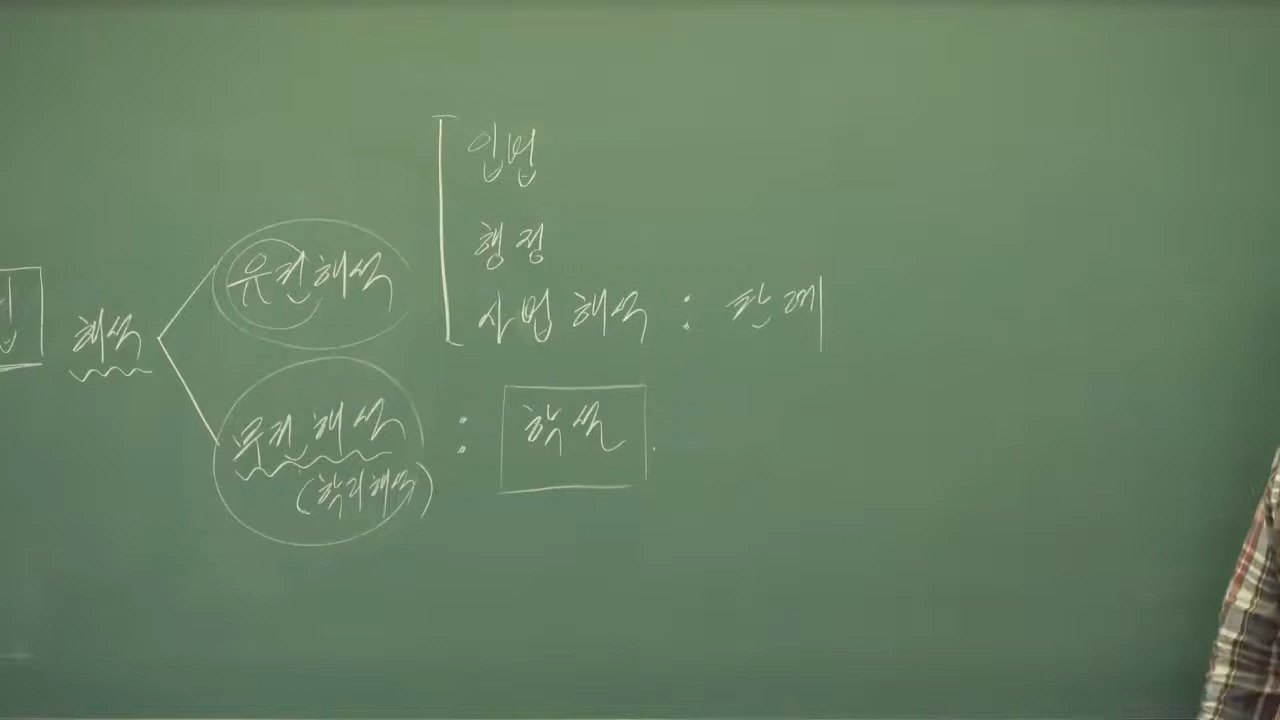 입법
행정
유권해석
사법 해석 : 판례
해석
무권해석 : 학설
(학리해석)